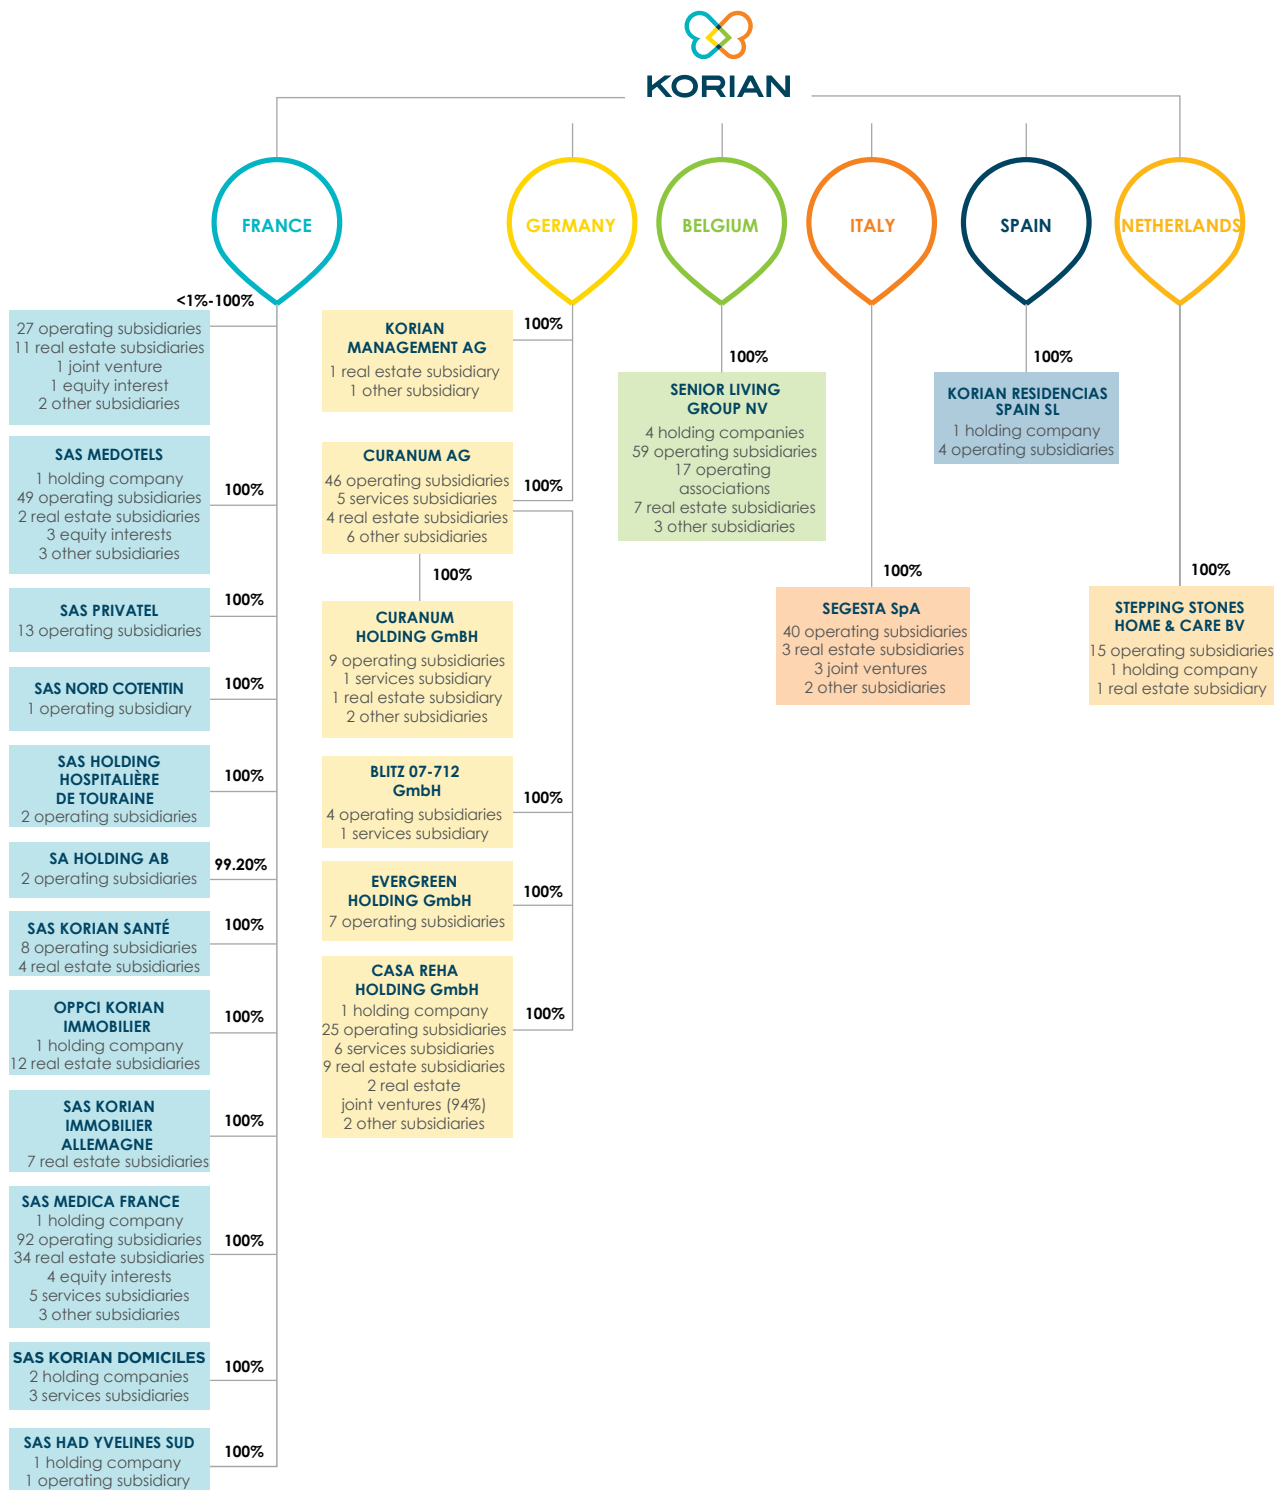 KORIAN
FRANCE
GERMANY
BELGIUM
ITALY
SPAIN
NETHERLANDS
<1%-100%
27 operating subsidiaries
11 real estate subsidiaries
1 joint venture
1 equity interest
2 other subsidiaries
SAS MEDOTELS
1 holding company
49 operating subsidiaries
2 real estate subsidiaries
3 equity interests
3 other subsidiaries
100%
SAS PRIVATEL
13 operating subsidiaries
100%
SAS NORD COTENTIN
1 operating subsidiary
100%
SAS HOLDING
HOSPITALIÈRE
DE TOURAINE
2 operating subsidiaries
100%
SA HOLDING AB
2 operating subsidiaries
99.20%
SAS KORIAN SANTÉ
8 operating subsidiaries
4 real estate subsidiaries
100%
OPPCI KORIAN
IMMOBILIER
1 holding company
12 real estate subsidiaries
100%
SAS KORIAN
IMMOBILIER
ALLEMAGNE
7 real estate subsidiaries
100%
SAS MEDICA FRANCE
1 holding company
92 operating subsidiaries
34 real estate subsidiaries
4 equity interests
5 services subsidiaries
3 other subsidiaries
100%
SAS KORIAN DOMICILES
2 holding companies
3 services subsidiaries
100%
SAS HAD YVELINES SUD
1 holding company
1 operating subsidiary
100%
KORIAN
MANAGEMENT AG
1 real estate subsidiary
1 other subsidiary
100%
CURANUM AG
46 operating subsidiaries
5 services subsidiaries
4 real estate subsidiaries
6 other subsidiaries
100%
100%
CURANUM
HOLDING GmBH
9 operating subsidiaries
1 services subsidiary
1 real estate subsidiary
2 other subsidiaries
BLITZ 07-712
GmbH
4 operating subsidiaries
1 services subsidiary
100%
EVERGREEN
HOLDING GmbH
7 operating subsidiaries
100%
CASA REHA
HOLDING GmbH
1 holding company
25 operating subsidiaries
6 services subsidiaries
9 real estate subsidiaries
2 real estate
joint ventures (94%)
2 other subsidiaries
100%
100%
SENIOR LIVING
GROUP NV
4 holding companies
59 operating subsidiaries
17 operating
associations
7 real estate subsidiaries
3 other subsidiaries
100%
SEGESTA SpA
40 operating subsidiaries
3 real estate subsidiaries
3 joint ventures
2 other subsidiaries
100%
KORIAN RESIDENCIAS
SPAIN SL
1 holding company
4 operating subsidiaries
100%
STEPPING STONES
HOME & CARE BV
15 operating subsidiaries
1 holding company
1 real estate subsidiary